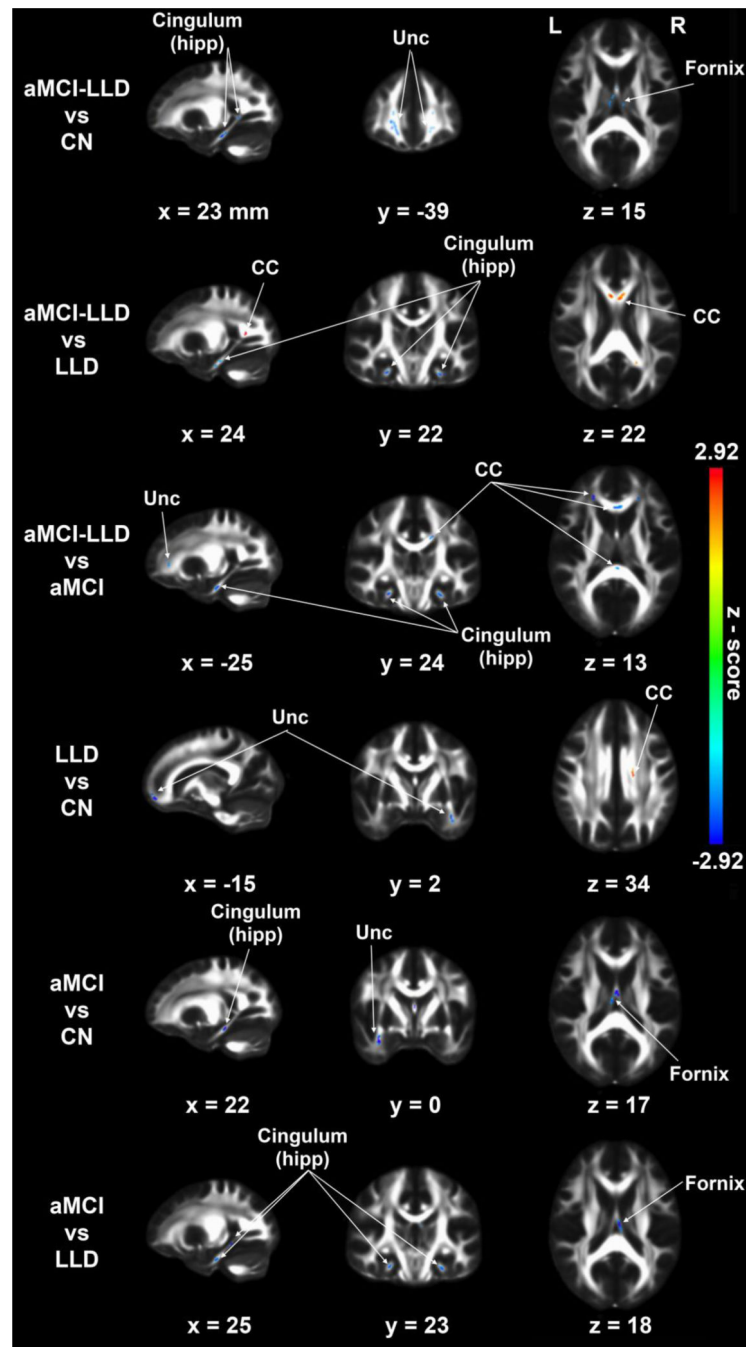 Cingulum
(hipp)
Unc
L
R
Fornix
aMCI-LLD
vs
CN
x = 23 mm
y = -39
z = 15
Cingulum
(hipp)
CC
CC
aMCI-LLD
vs
LLD
x = 24
y = 22
z = 22
2.92
CC
Unc
aMCI-LLD
vs
aMCI
Cingulum
(hipp)
x = -25
y = 24
z = 13
z - score
CC
Unc
LLD
vs
CN
-2.92
x = -15
y = 2
z = 34
Cingulum
(hipp)
Unc
aMCI
vs
CN
Fornix
x = 22
y = 0
z = 17
Cingulum
(hipp)
Fornix
aMCI
vs
LLD
x = 25
y = 23
z = 18